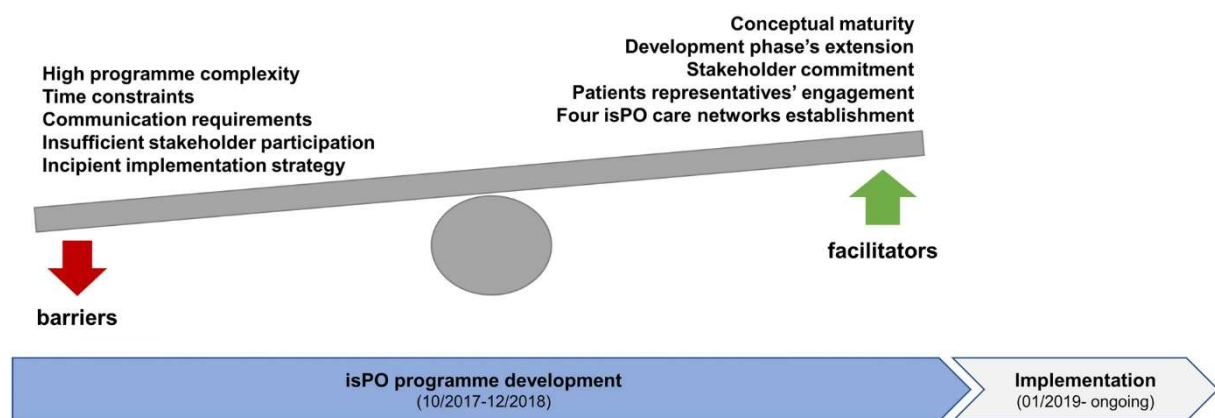 High programme complexity
Time constraints
Communication requirements
Insufficient stakeholder participation
Incipient implementation strategy
Conceptual maturity
Development phase's extension
Stakeholder commitment
Patients representatives' engagement
Four isPO care networks establishment
barriers
facilitators
isPO programme development
(10/2017-12/2018)
Implementation
(01/2019- ongoing)